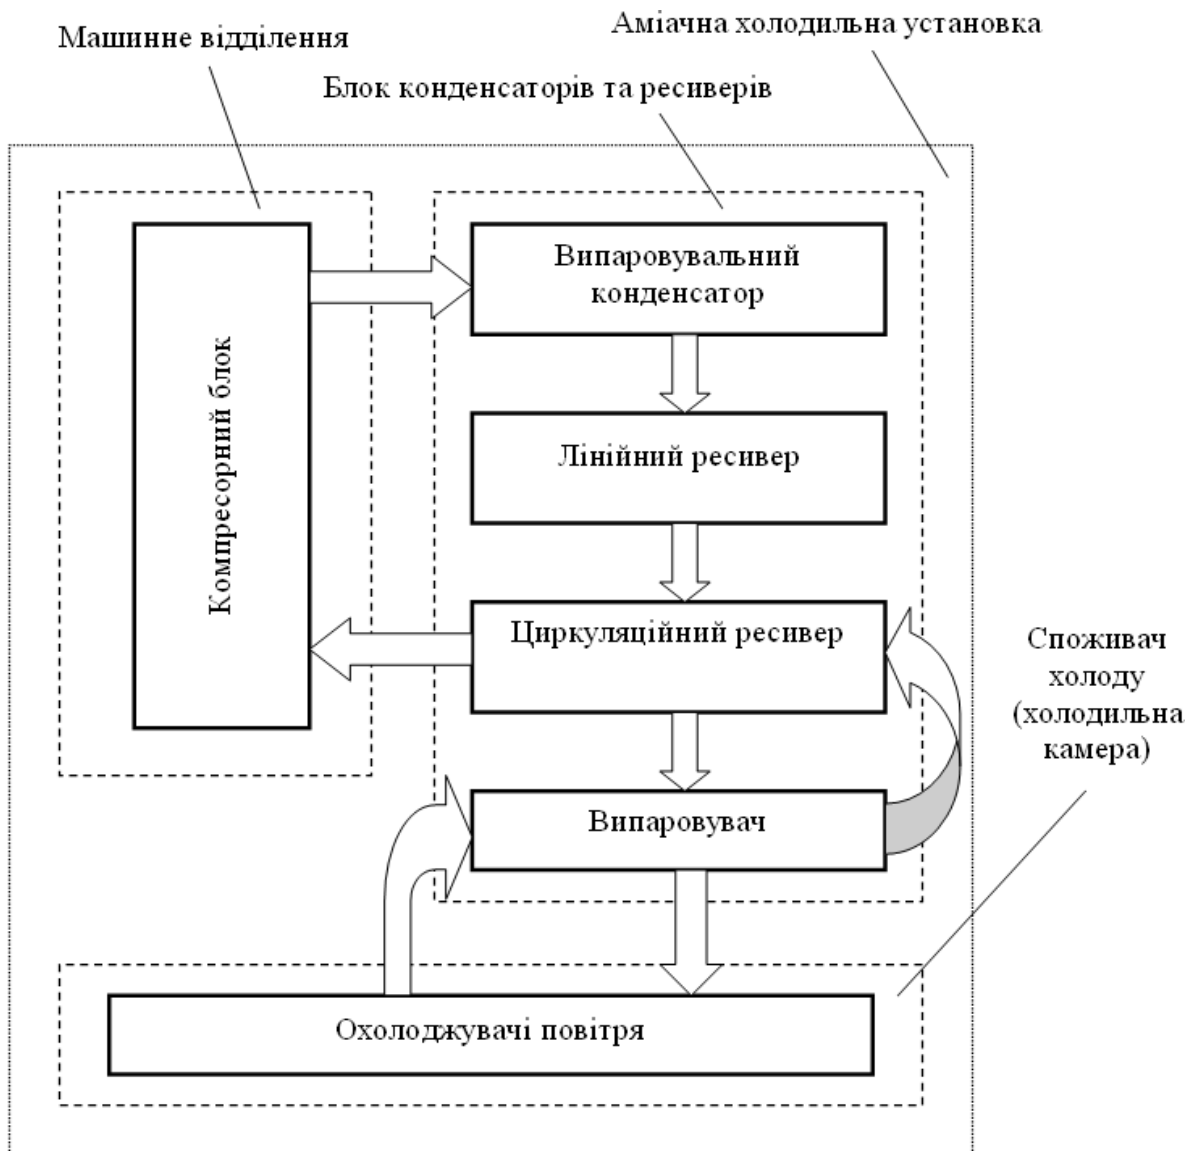 Аміачна холодильна установка
Машинне відділення
Блок конденсаторів та ресиверів
Випаровувальний
конденсатор
Компресорний блок
Лінійний ресивер
Циркуляційний ресивер
Споживач
холоду
(холодильна
камера)
Випаровувач
Охолоджувачі повітря